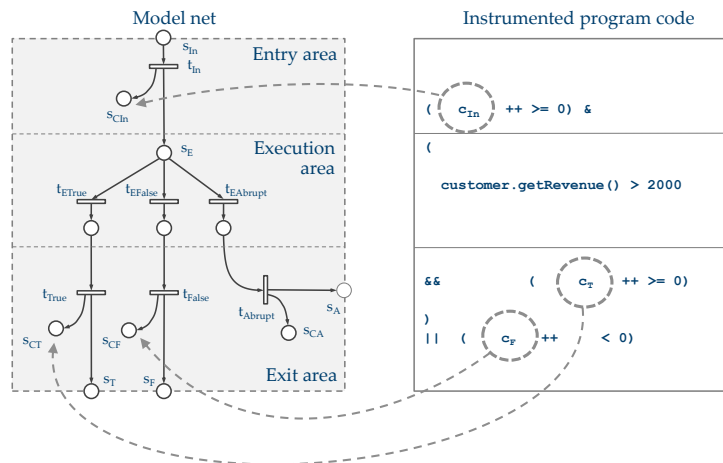 Model net
Instrumented program code
s_In
Entry area
t_In
s_CIn
( c_In ++ >= 0) &
s_E
Execution area
(
t_ETrue t_EFalse t_EAbrupt
customer.getRevenue() > 2000
t_True
t_False
t_Abrupt
s_A
&& ( c_T ++ >= 0)
s_CT
s_CF
s_CA
)
|| ( c_F ++ < 0)
s_T
s_F
Exit area